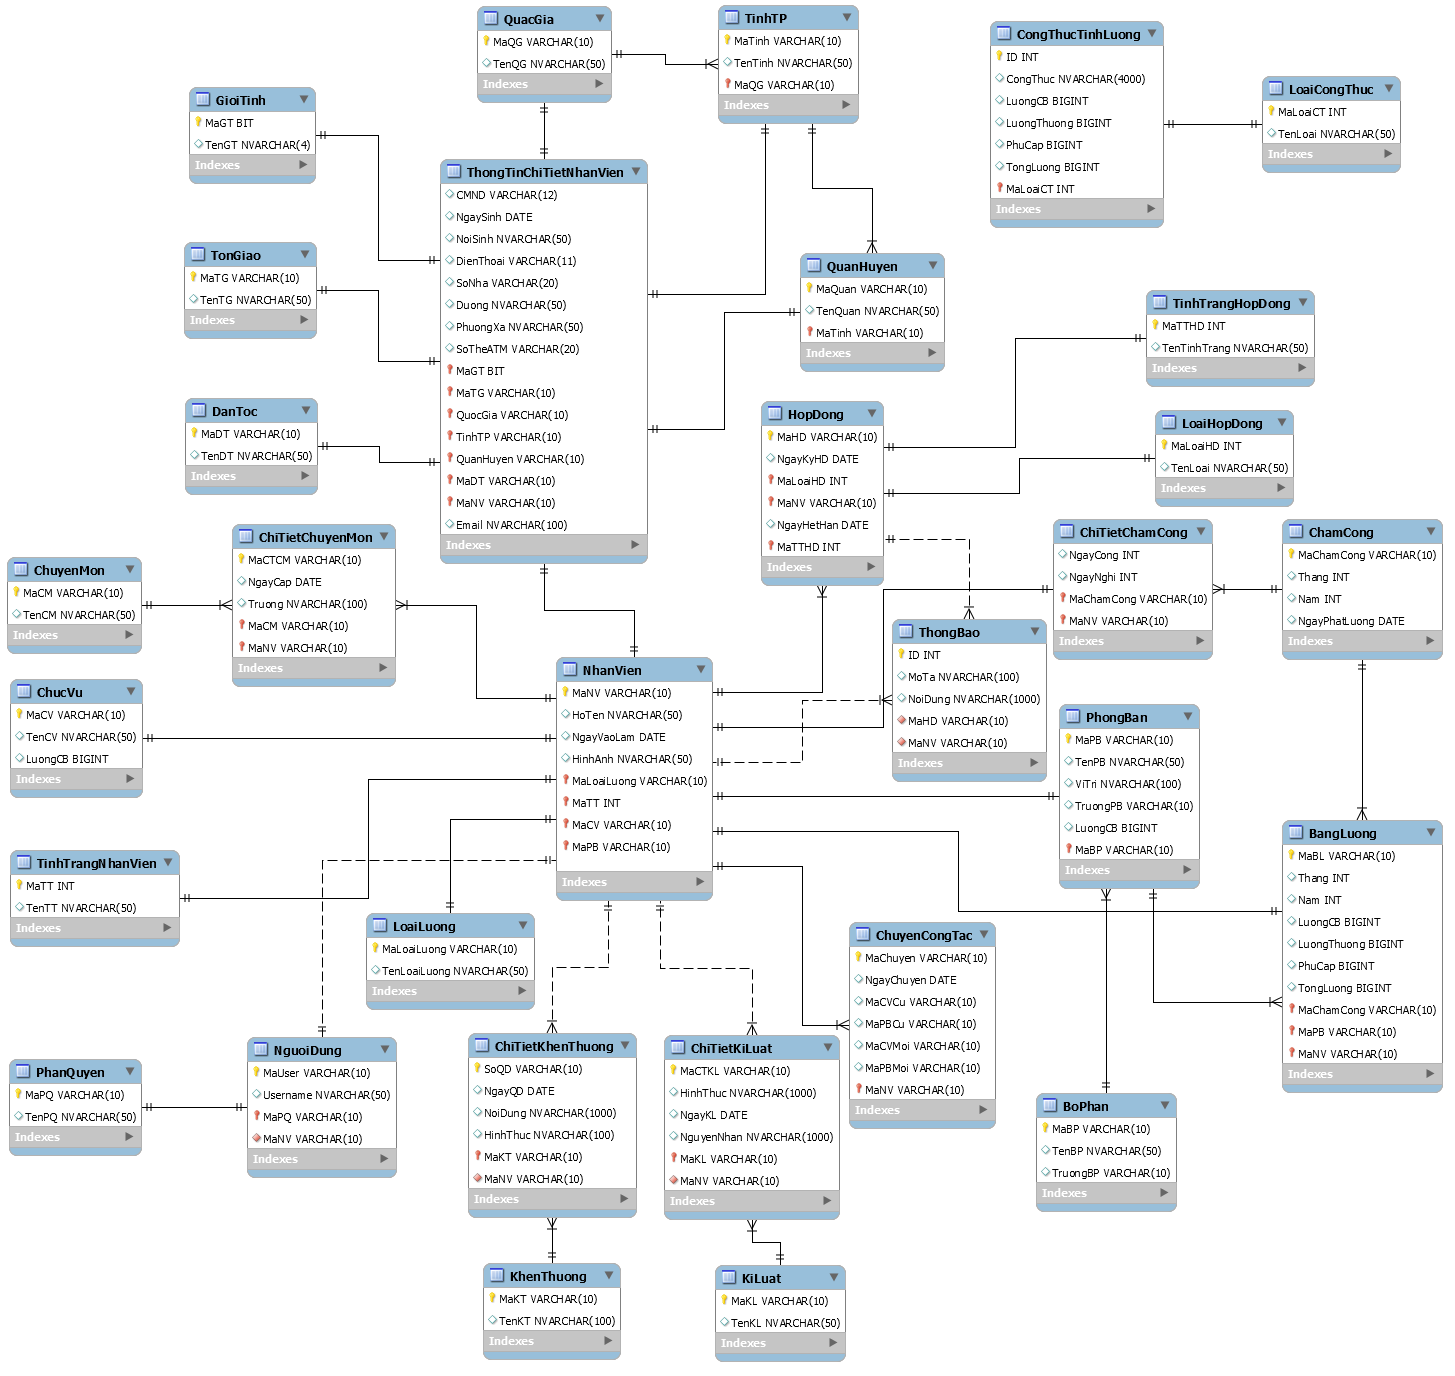 QuacGia
MaQG VARCHAR(10)
TenQG NVARCHAR(50)
Indexes
TinhTP
MaTinh VARCHAR(10)
TenTinh NVARCHAR(50)
MaQG VARCHAR(10)
Indexes
CongThucTinhLuong
ID INT
CongThuc NVARCHAR(4000)
LuongCB BIGINT
LuongThuong BIGINT
PhuCap BIGINT
TongLuong BIGINT
MaLoaiCT INT
Indexes
LoaiCongThuc
MaLoaiCT INT
TenLoai NVARCHAR(50)
Indexes
GioiTinh
MaGT BIT
TenGT NVARCHAR(4)
Indexes
ThongTinChiTietNhanVien
CMND VARCHAR(12)
NgaySinh DATE
NoiSinh NVARCHAR(50)
DienThoai VARCHAR(11)
SoNha VARCHAR(20)
Duong NVARCHAR(50)
PhuongXa NVARCHAR(50)
SoTheATM VARCHAR(20)
MaGT BIT
MaTG VARCHAR(10)
QuocGia VARCHAR(10)
TinhTP VARCHAR(10)
QuanHuyen VARCHAR(10)
MaDT VARCHAR(10)
MaNV VARCHAR(10)
Email NVARCHAR(100)
Indexes
TonGiao
MaTG VARCHAR(10)
TenTG NVARCHAR(50)
Indexes
QuanHuyen
MaQuan VARCHAR(10)
TenQuan NVARCHAR(50)
MaTinh VARCHAR(10)
Indexes
TinhTrangHopDong
MaTTHD INT
TenTinhTrang NVARCHAR(50)
Indexes
DanToc
MaDT VARCHAR(10)
TenDT NVARCHAR(50)
Indexes
HopDong
MaHD VARCHAR(10)
NgayKyHD DATE
MaLoaiHD INT
MaNV VARCHAR(10)
NgayHetHan DATE
MaTTHD INT
Indexes
LoaiHopDong
MaLoaiHD INT
TenLoai NVARCHAR(50)
Indexes
ChuyenMon
MaCM VARCHAR(10)
TenCM NVARCHAR(50)
Indexes
ChiTietChuyenMon
MaCTCM VARCHAR(10)
NgayCap DATE
Truong NVARCHAR(100)
MaCM VARCHAR(10)
MaNV VARCHAR(10)
Indexes
ChiTietChamCong
NgayCong INT
NgayNghi INT
MaChamCong VARCHAR(10)
MaNV VARCHAR(10)
Indexes
ChamCong
MaChamCong VARCHAR(10)
Thang INT
Nam INT
NgayPhatLuong DATE
Indexes
ThongBao
ID INT
MoTa NVARCHAR(100)
NoiDung NVARCHAR(1000)
MaHD VARCHAR(10)
MaNV VARCHAR(10)
Indexes
ChucVu
MaCV VARCHAR(10)
TenCV NVARCHAR(50)
LuongCB BIGINT
Indexes
NhanVien
MaNV VARCHAR(10)
HoTen NVARCHAR(50)
NgayVaoLam DATE
HinhAnh NVARCHAR(50)
MaLoaiLuong VARCHAR(10)
MaTT INT
MaCV VARCHAR(10)
MaPB VARCHAR(10)
Indexes
PhongBan
MaPB VARCHAR(10)
TenPB NVARCHAR(50)
ViTri NVARCHAR(100)
TruongPB VARCHAR(10)
LuongCB BIGINT
MaBP VARCHAR(10)
Indexes
BangLuong
MaBL VARCHAR(10)
Thang INT
Nam INT
LuongCB BIGINT
LuongThuong BIGINT
PhuCap BIGINT
TongLuong BIGINT
MaChamCong VARCHAR(10)
MaPB VARCHAR(10)
MaNV VARCHAR(10)
Indexes
TinhTrangNhanVien
MaTT INT
TenTT NVARCHAR(50)
Indexes
LoaiLuong
MaLoaiLuong VARCHAR(10)
TenLoaiLuong NVARCHAR(50)
Indexes
ChuyenCongTac
MaChuyen VARCHAR(10)
NgayChuyen DATE
MaCVCu VARCHAR(10)
MaPBCu VARCHAR(10)
MaCVMoi VARCHAR(10)
MaPBMoi VARCHAR(10)
MaNV VARCHAR(10)
Indexes
PhanQuyen
MaPQ VARCHAR(10)
TenPQ NVARCHAR(50)
Indexes
NguoiDung
MaUser VARCHAR(10)
Username NVARCHAR(50)
MaPQ VARCHAR(10)
MaNV VARCHAR(10)
Indexes
ChiTietKhenThuong
SoQD VARCHAR(10)
NgayQD DATE
NoiDung NVARCHAR(1000)
HinhThuc NVARCHAR(100)
MaKT VARCHAR(10)
MaNV VARCHAR(10)
Indexes
ChiTietKiLuat
MaCTKL VARCHAR(10)
HinhThuc NVARCHAR(1000)
NgayKL DATE
NguyenNhan NVARCHAR(1000)
MaKL VARCHAR(10)
MaNV VARCHAR(10)
Indexes
BoPhan
MaBP VARCHAR(10)
TenBP NVARCHAR(50)
TruongBP VARCHAR(10)
Indexes
KhenThuong
MaKT VARCHAR(10)
TenKT NVARCHAR(100)
Indexes
KiLuat
MaKL VARCHAR(10)
TenKL NVARCHAR(50)
Indexes